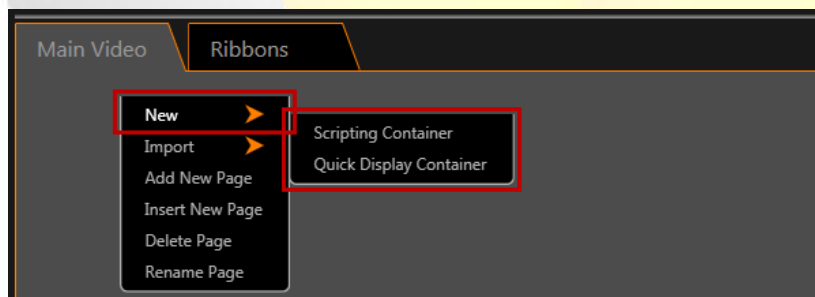 Main Video Ribbons
New
Import
Add New Page
Insert New Page
Delete Page
Rename Page
Scripting Container
Quick Display Container